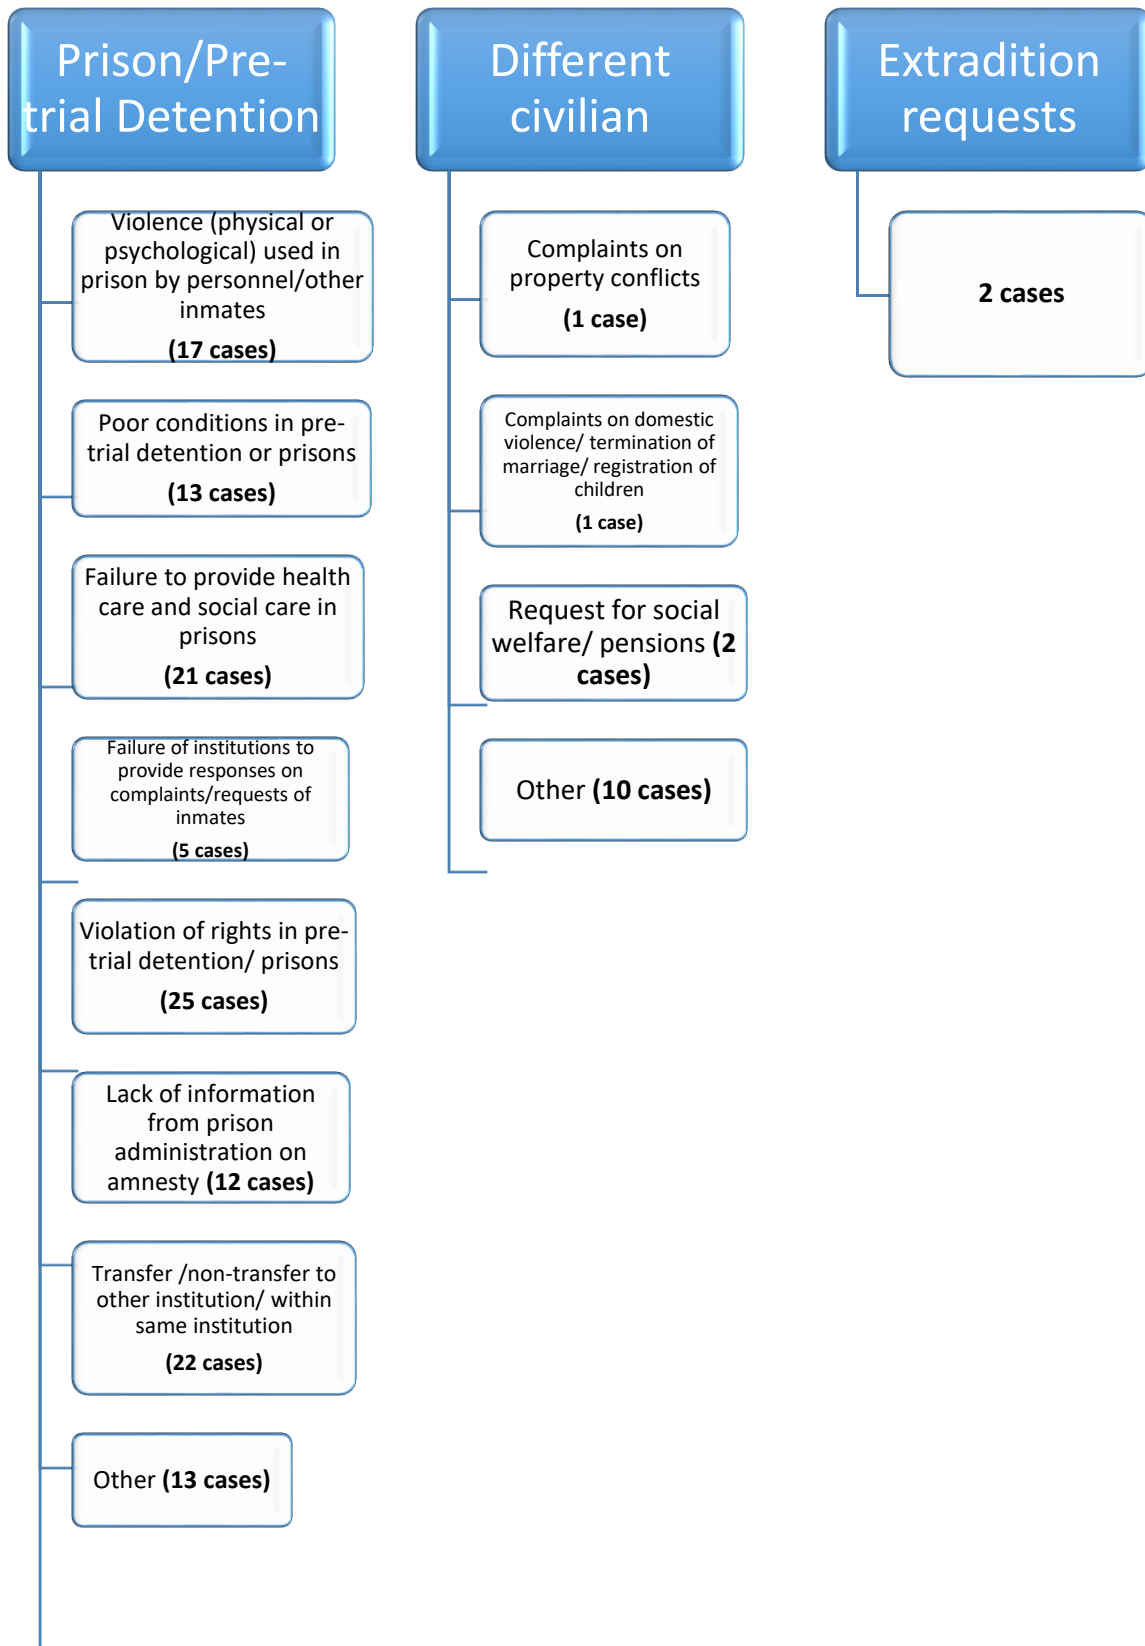 Prison/Pre-
trial Detention
Violence (physical or
psychological) used in
prison by personnel/other
inmates
(17 cases)
Poor conditions in pre-
trial detention or prisons
(13 cases)
Failure to provide health
care and social care in
prisons
(21 cases)
Failure of institutions to
provide responses on
complaints/requests of
inmates
(5 cases)
Violation of rights in pre-
trial detention/ prisons
(25 cases)
Lack of information
from prison
administration on
amnesty (12 cases)
Transfer /non-transfer to
other institution/ within
same institution
(22 cases)
Other (13 cases)
Different
civilian
Complaints on
property conflicts
(1 case)
Complaints on domestic
violence/ termination of
marriage/ registration of
children
(1 case)
Request for social
welfare/ pensions (2
cases)
Other (10 cases)
Extradition
requests
2 cases